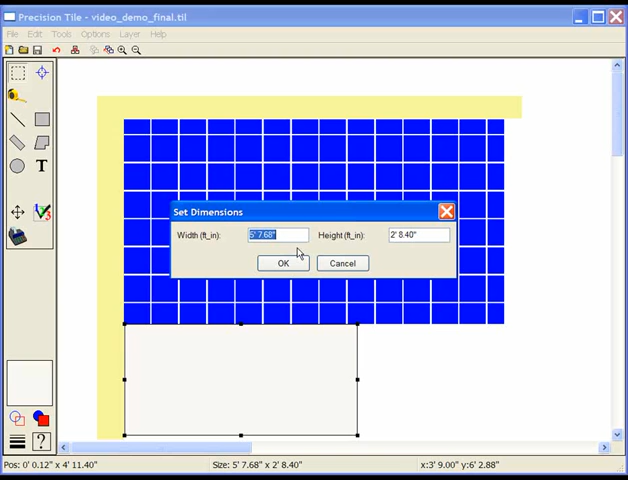 Precision Tile - video_demo_final.til
File Edit Tools Options Layer Help
T
Set Dimensions
Width (ft_in): 5' 7.68" Height (ft_in): 2' 8.40"
OK Cancel
?
Pos: 0' 0.12" x 4' 11.40" Size: 5' 7.68" x 2' 8.40" x:3' 9.00" y:6' 2.88"